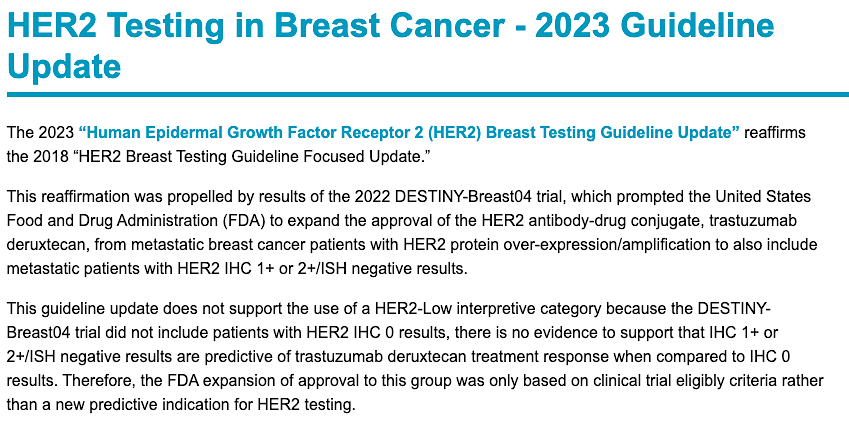 HER2 Testing in Breast Cancer - 2023 Guideline
Update
The 2023 “Human Epidermal Growth Factor Receptor 2 (HER2) Breast Testing Guideline Update” reaffirms
the 2018 “HER2 Breast Testing Guideline Focused Update.”
This reaffirmation was propelled by results of the 2022 DESTINY-Breast04 trial, which prompted the United States
Food and Drug Administration (FDA) to expand the approval of the HER2 antibody-drug conjugate, trastuzumab
deruxtecan, from metastatic breast cancer patients with HER2 protein over-expression/amplification to also include
metastatic patients with HER2 IHC 1+ or 2+/ISH negative results.
This guideline update does not support the use of a HER2-Low interpretive category because the DESTINY-
Breast04 trial did not include patients with HER2 IHC 0 results, there is no evidence to support that IHC 1+ or
2+/ISH negative results are predictive of trastuzumab deruxtecan treatment response when compared to IHC 0
results. Therefore, the FDA expansion of approval to this group was only based on clinical trial eligibly criteria rather
than a new predictive indication for HER2 testing.